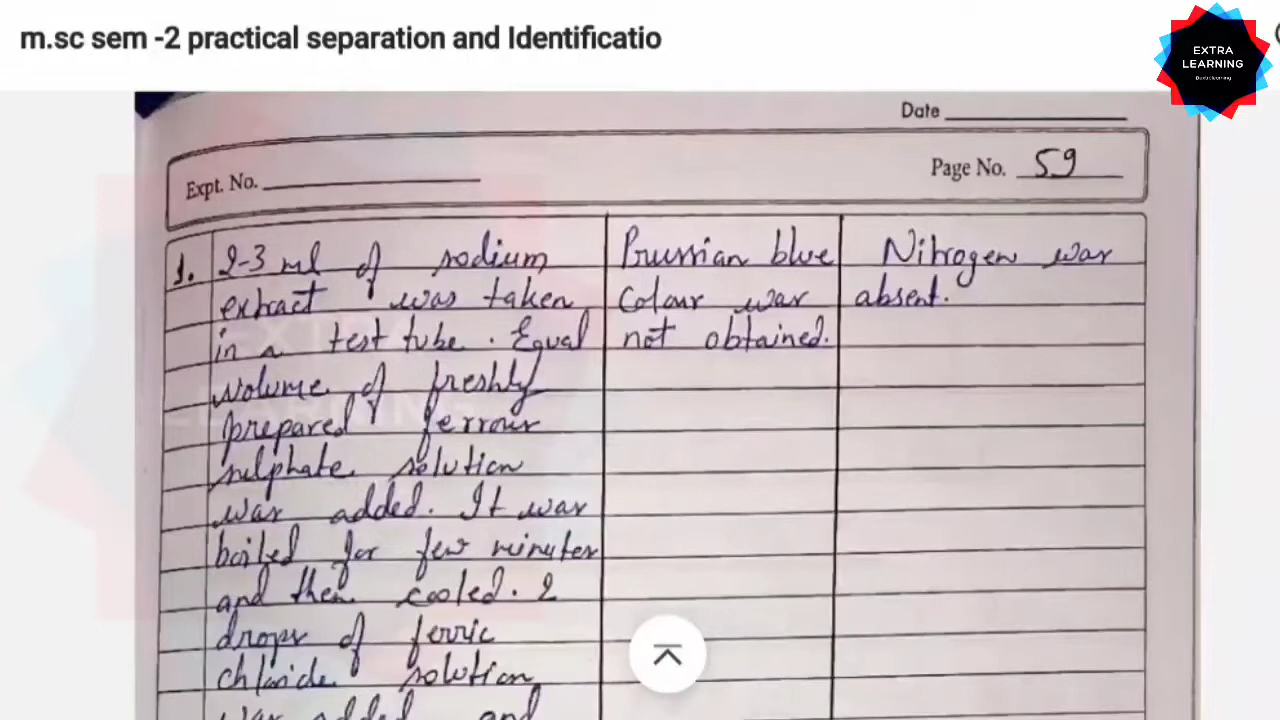 m.sc sem -2 practical separation and Identificatio
EXTRA
LEARNING
Date
Expt. No.
Page No. 59
1. 2-3 ml of sodium
extract was taken
in a test tube. Equal
volume of freshly
prepared ferrous
sulphate solution
was added. It was
boiled for few minutes
and then cooled. 2
drops of ferric
chloride solution
was added and
Prussian blue
colour was
not obtained.
Nitrogen was
absent.